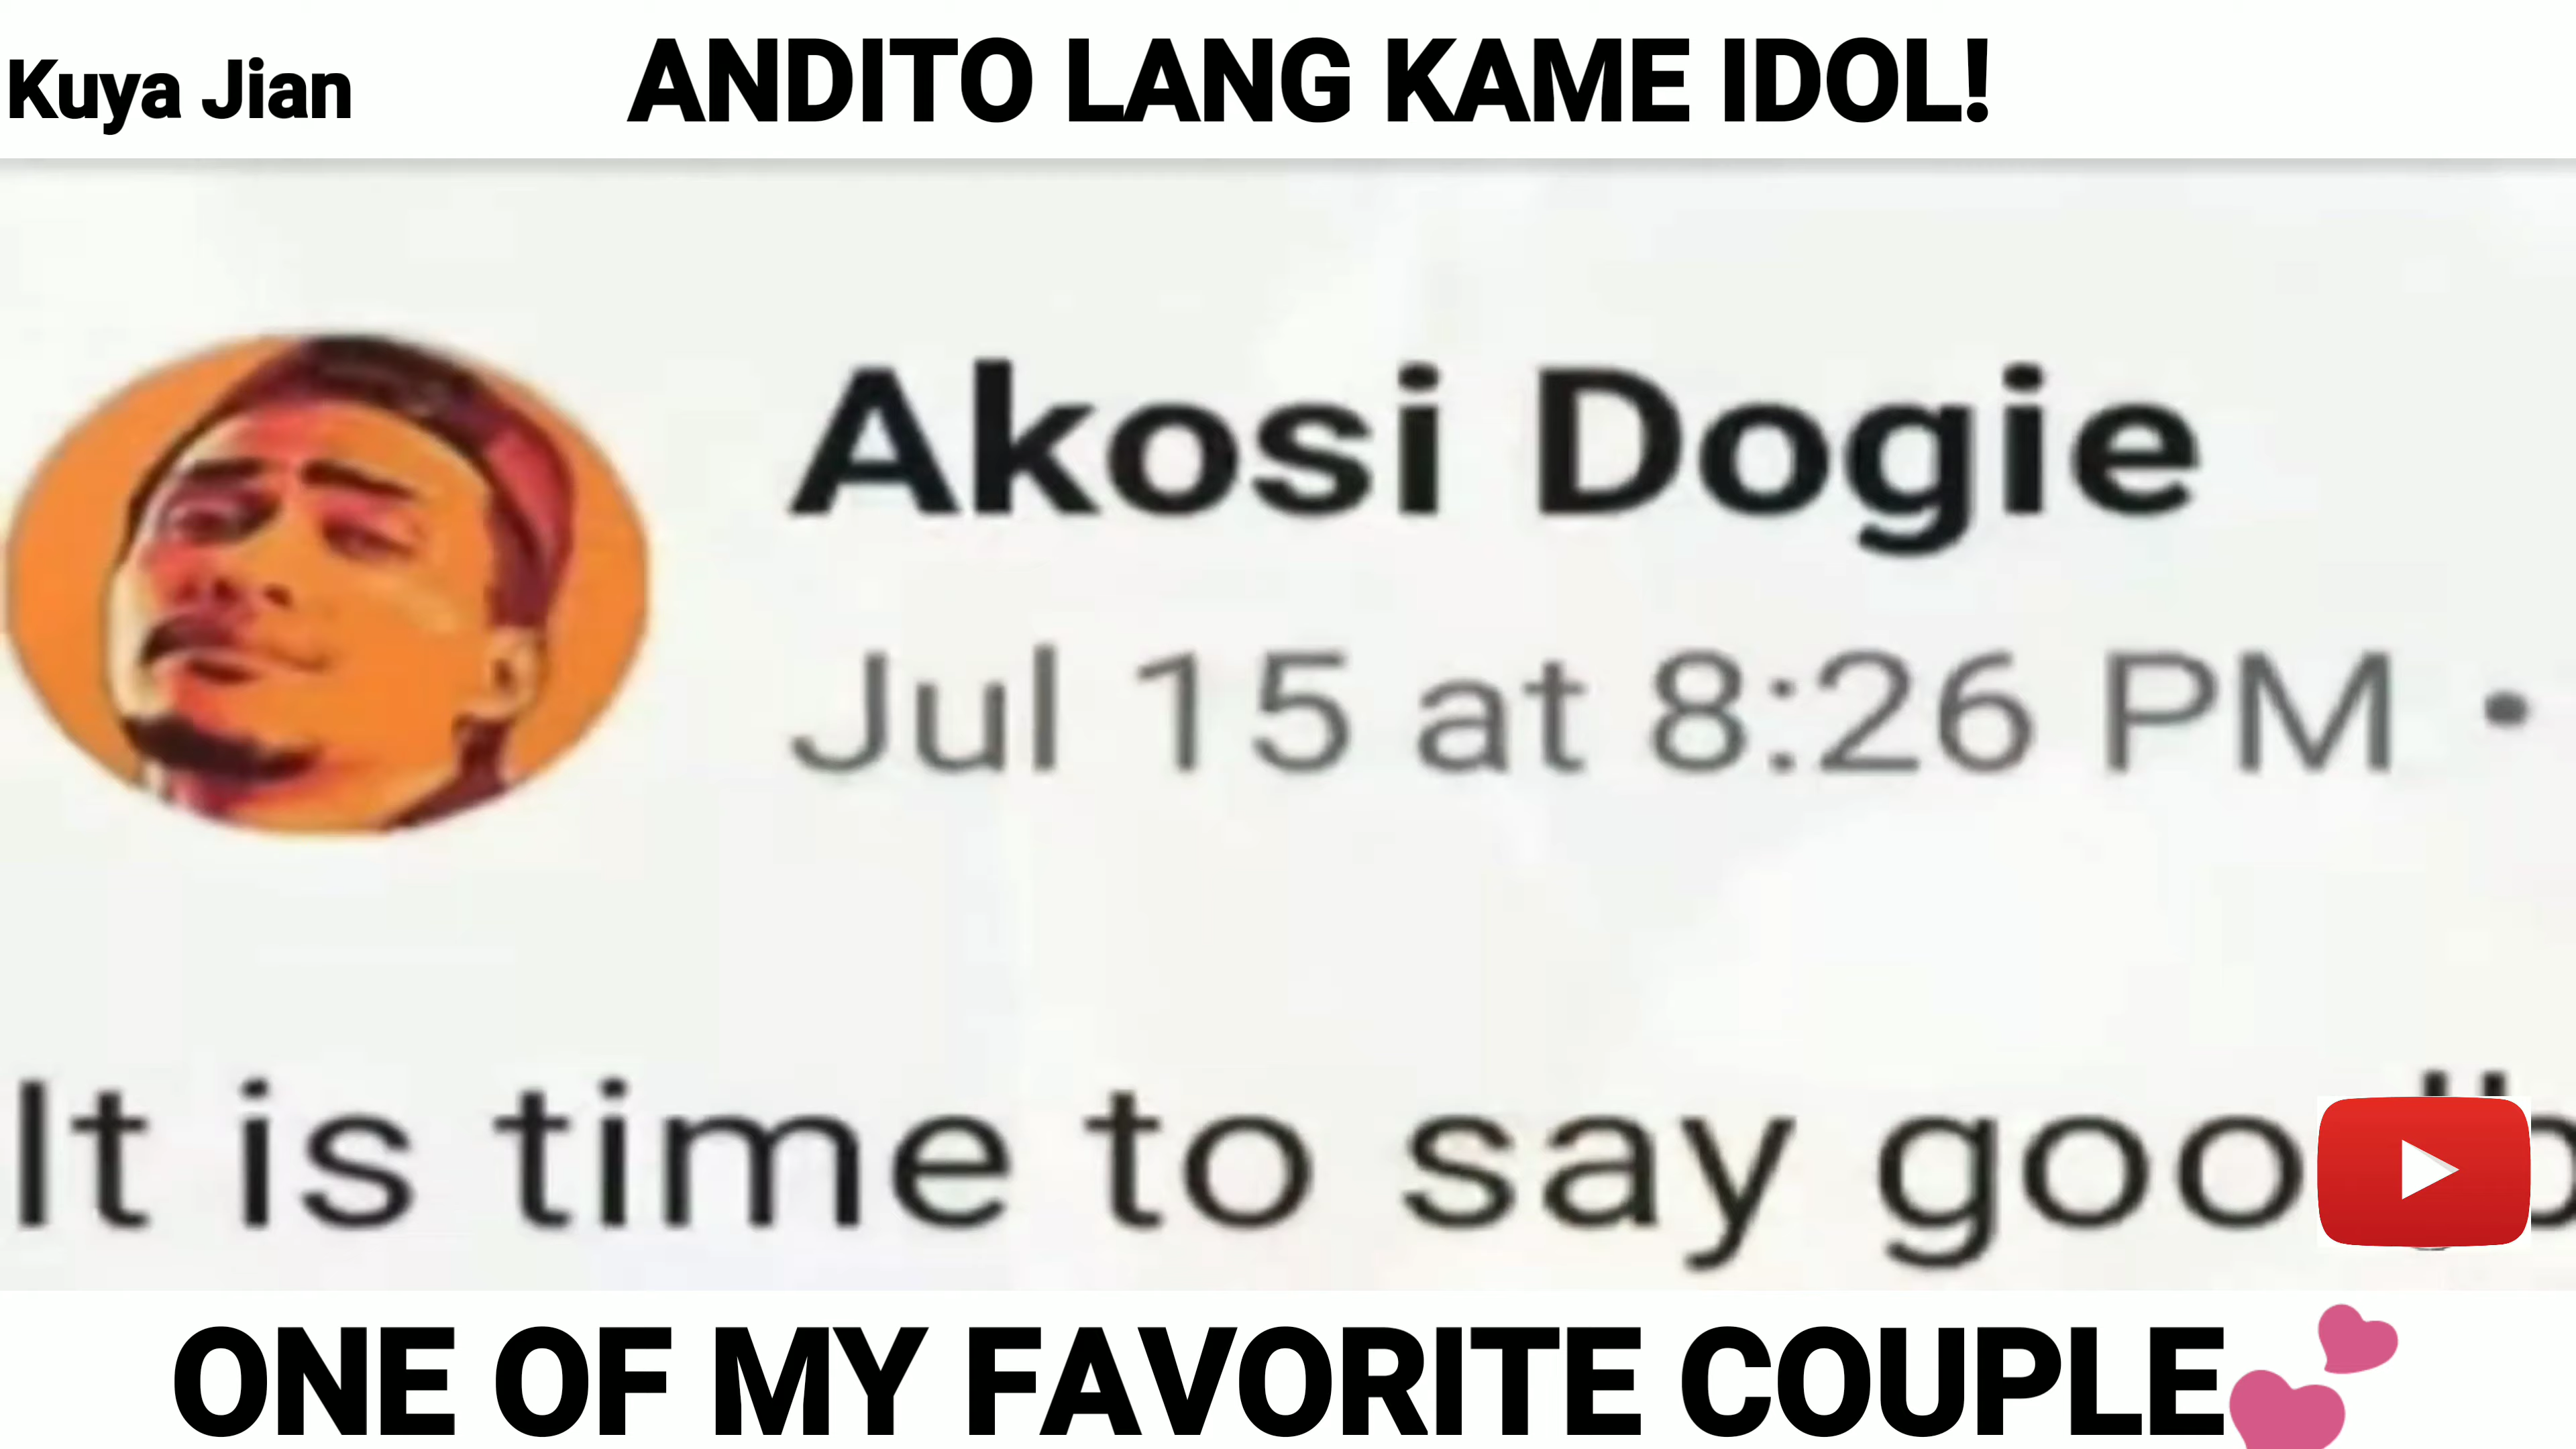 Kuya Jian
ANDITO LANG KAME IDOL!
Akosi Dogie
Jul 15 at 8:26 PM •
It is time to say
ONE OF MY FAVORITE COUPLE💕